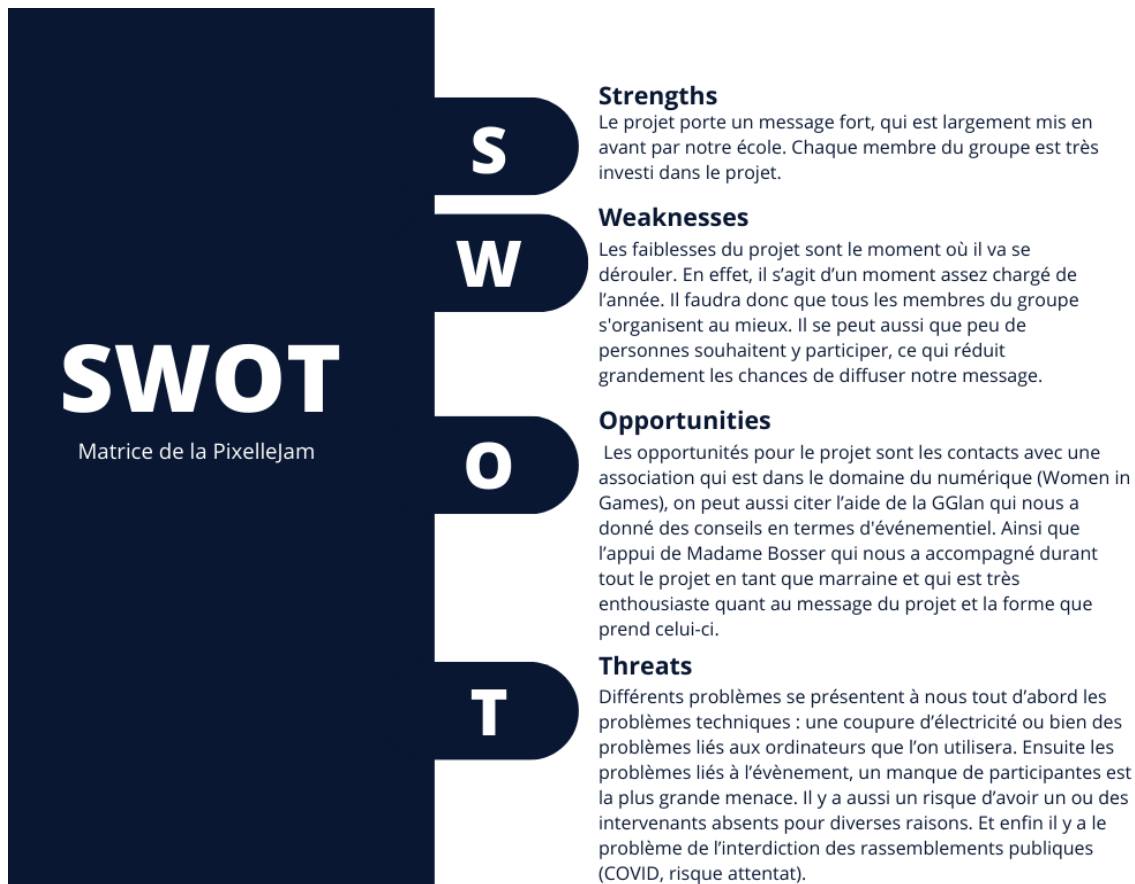 SWOT
Matrice de la PixelleJam
S
Strengths
Le projet porte un message fort, qui est largement mis en
avant par notre école. Chaque membre du groupe est très
investi dans le projet.
W
Weaknesses
Les faiblesses du projet sont le moment où il va se
dérouler. En effet, il s’agit d’un moment assez chargé de
l’année. Il faudra donc que tous les membres du groupe
s'organisent au mieux. Il se peut aussi que peu de
personnes souhaitent y participer, ce qui réduit
grandement les chances de diffuser notre message.
O
Opportunities
Les opportunités pour le projet sont les contacts avec une
association qui est dans le domaine du numérique (Women in
Games), on peut aussi citer l’aide de la GGlan qui nous a
donné des conseils en termes d'événementiel. Ainsi que
l’appui de Madame Bosser qui nous a accompagné durant
tout le projet en tant que marraine et qui est très
enthousiaste quant au message du projet et la forme que
prend celui-ci.
T
Threats
Différents problèmes se présentent à nous tout d’abord les
problèmes techniques : une coupure d’électricité ou bien des
problèmes liés aux ordinateurs que l’on utilisera. Ensuite les
problèmes liés à l’évènement, un manque de participantes est
la plus grande menace. Il y a aussi un risque d’avoir un ou des
intervenants absents pour diverses raisons. Et enfin il y a le
problème de l’interdiction des rassemblements publiques
(COVID, risque attentat).